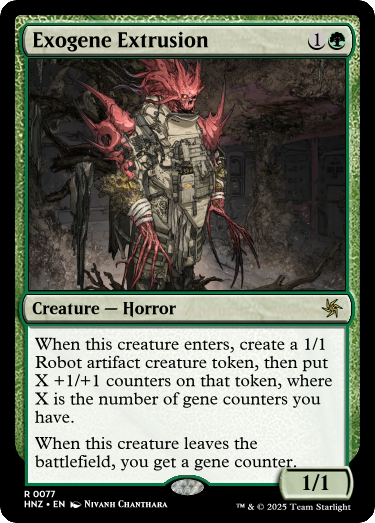 Exogene Extrusion 1
Creature — Horror
When this creature enters, create a 1/1
Robot artifact creature token, then put
X +1/+1 counters on that token, where
X is the number of gene counters you
have.
When this creature leaves the
battlefield, you get a gene counter.
1/1
R 0077
HNZ • EN Nivanh Chanthara
™ & © 2025 Team Starlight